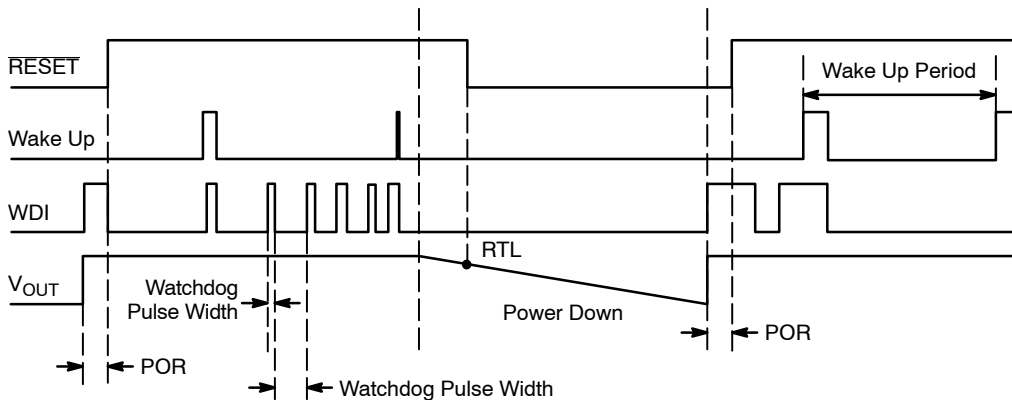 RESET
Wake Up Period
Wake Up
WDI
RTL
VOUT
Watchdog
Pulse Width
Power Down
POR
POR
Watchdog Pulse Width